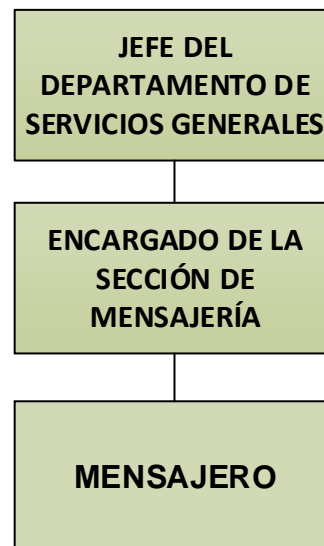 JEFE DEL
DEPARTAMENTO DE
SERVICIOS GENERALES
ENCARGADO DE LA
SECCIÓN DE
MENSAJERÍA
MENSAJERO